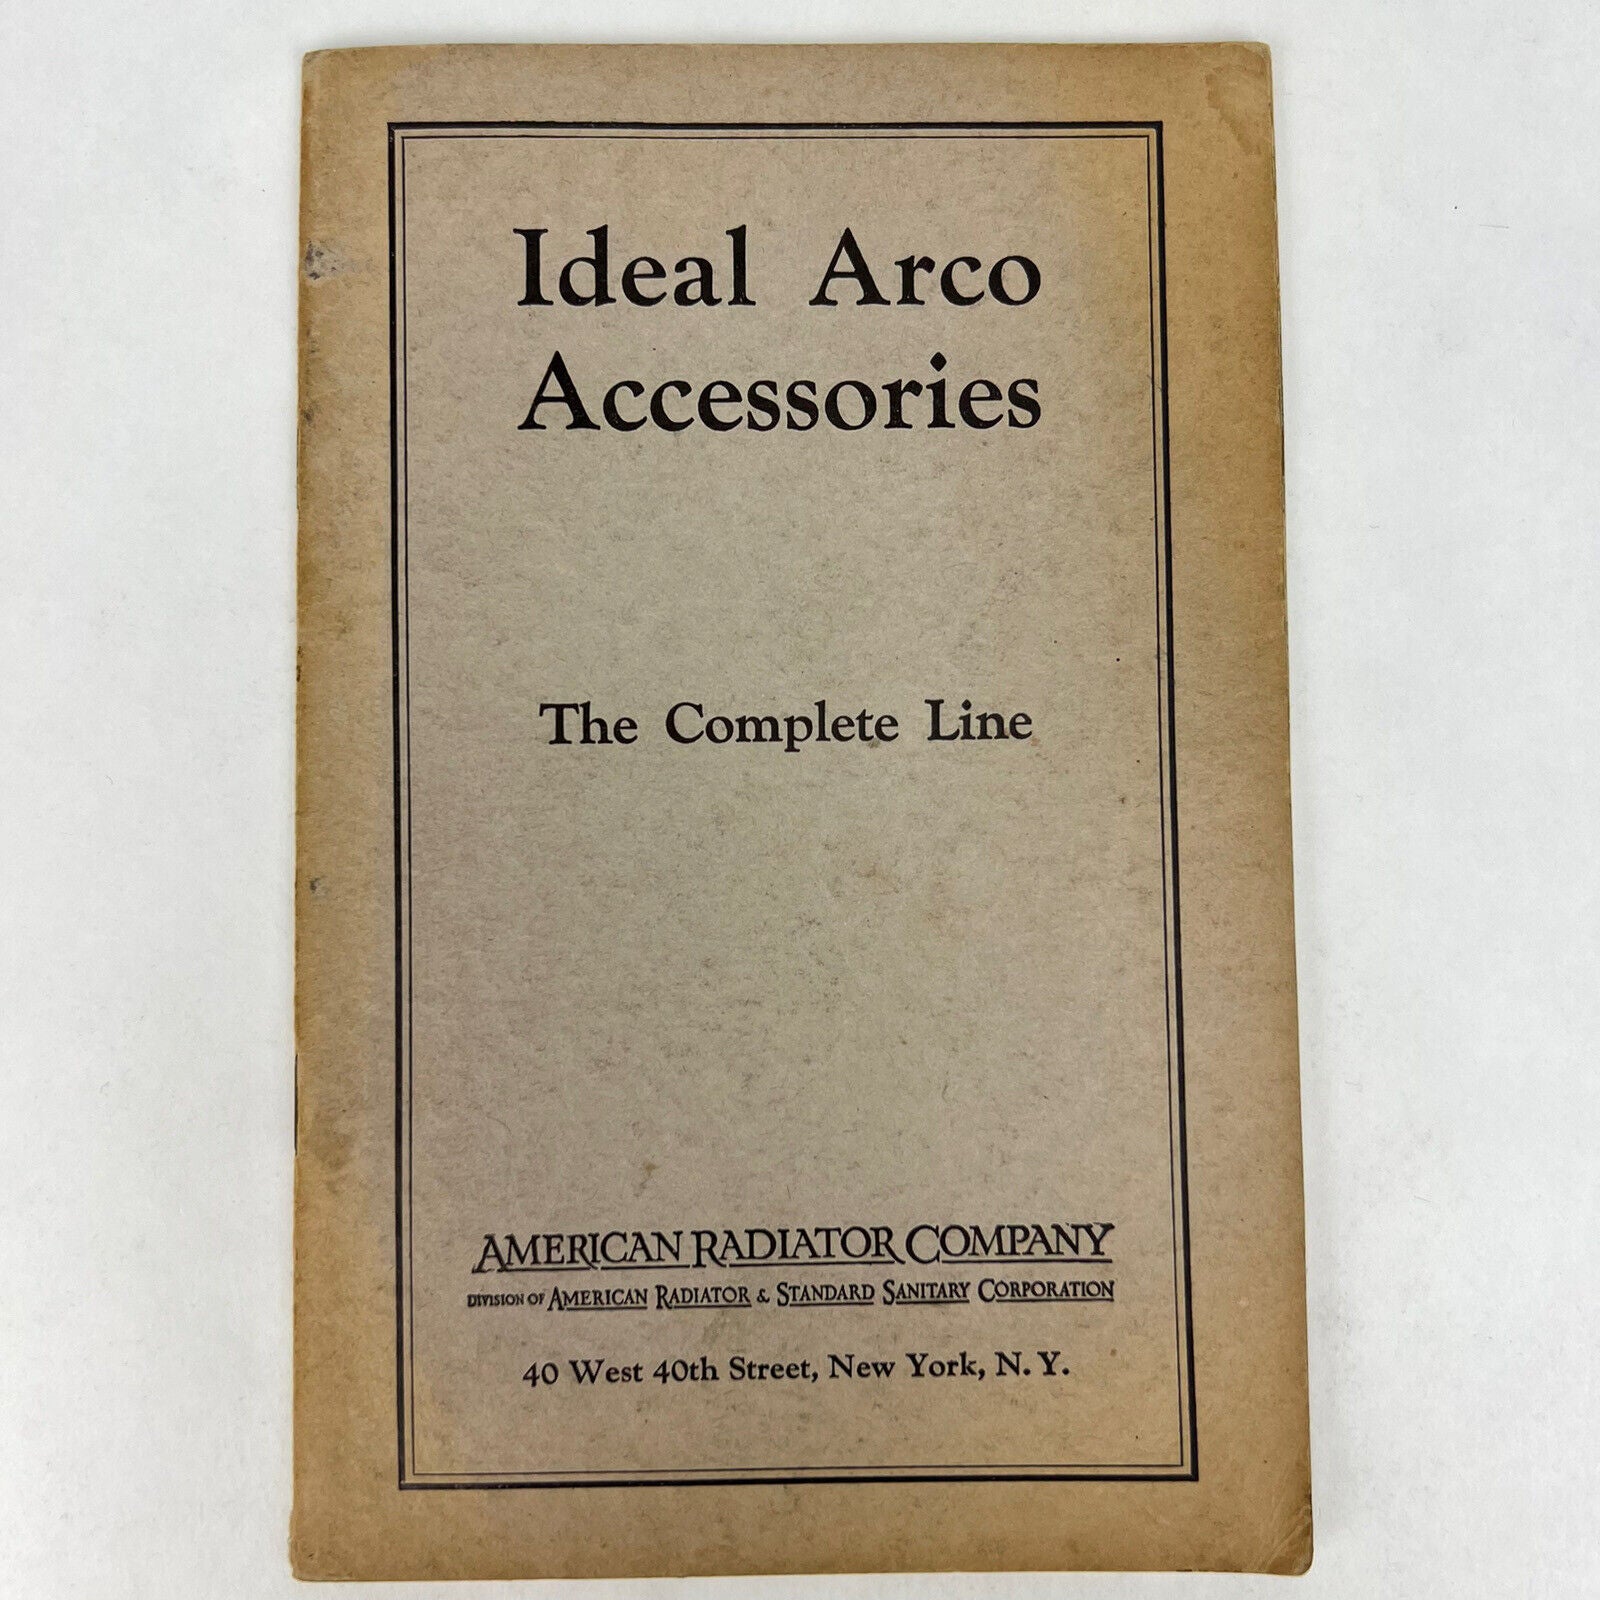 Ideal Arco
Accessories
The Complete Line
AMERICAN RADIATOR COMPANY
DIVISION OF AMERICAN RADIATOR & STANDARD SANITARY CORPORATION
40 West 40th Street, New York, N. Y.